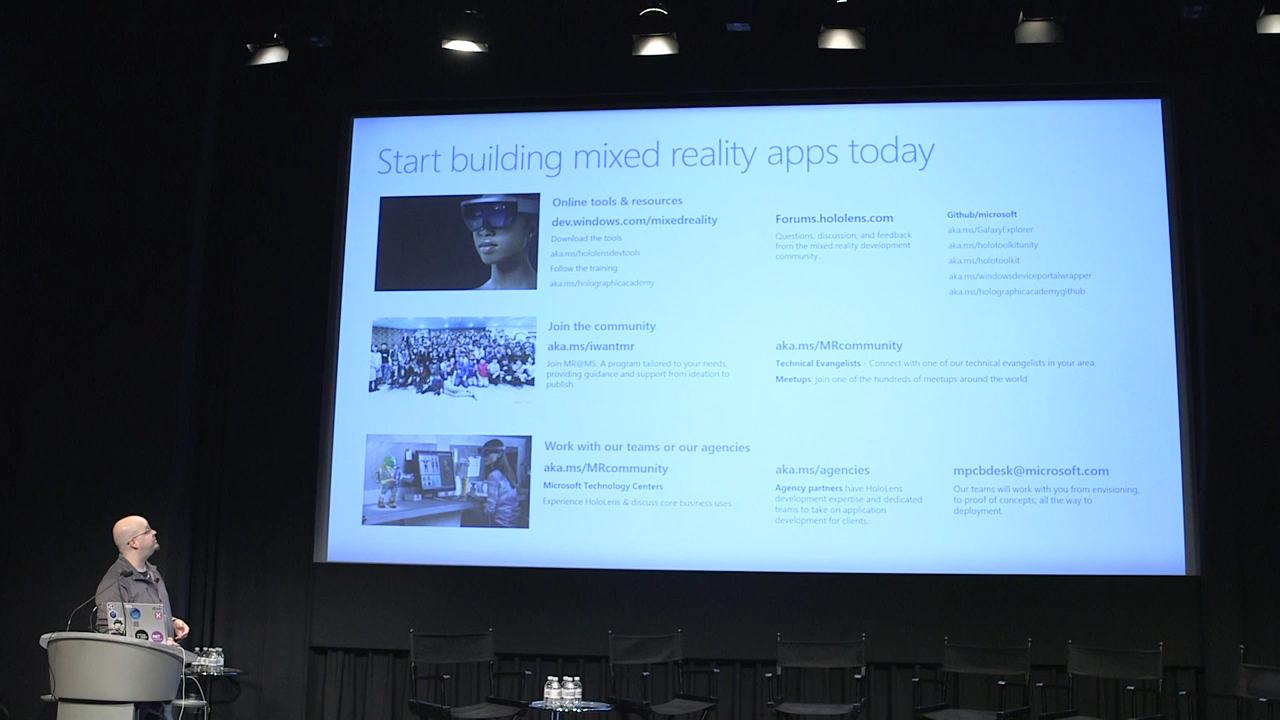 Start building mixed reality apps today
Online tools & resources
dev.windows.com/mixedreality
Download the tools
aka.ms/hololensdevtools
Follow the training
aka.ms/holographicacademy
Forums.hololens.com
Questions, discussion, and feedback
from the mixed reality development
community.
Github/microsoft
aka.ms/GalaxyExplorer
aka.ms/holotoolkitunity
aka.ms/holotoolkit
aka.ms/windowsdeviceportalwrapper
aka.ms/holographicacademygithub
Join the community
aka.ms/iwantmr
Join MR@MS: A program tailored to your needs,
providing guidance and support from ideation to
publish.
aka.ms/MRcommunity
Technical Evangelists - Connect with one of our technical evangelists in your area.
Meetups: join one of the hundreds of meetups around the world
Work with our teams or our agencies
aka.ms/MRcommunity
Microsoft Technology Centers
Experience HoloLens & discuss core business uses
aka.ms/agencies
Agency partners have HoloLens
development expertise and dedicated
teams to take on application
development for clients.
mpcbdesk@microsoft.com
Our teams will work with you from envisioning,
to proof of concepts, all the way to
deployment.